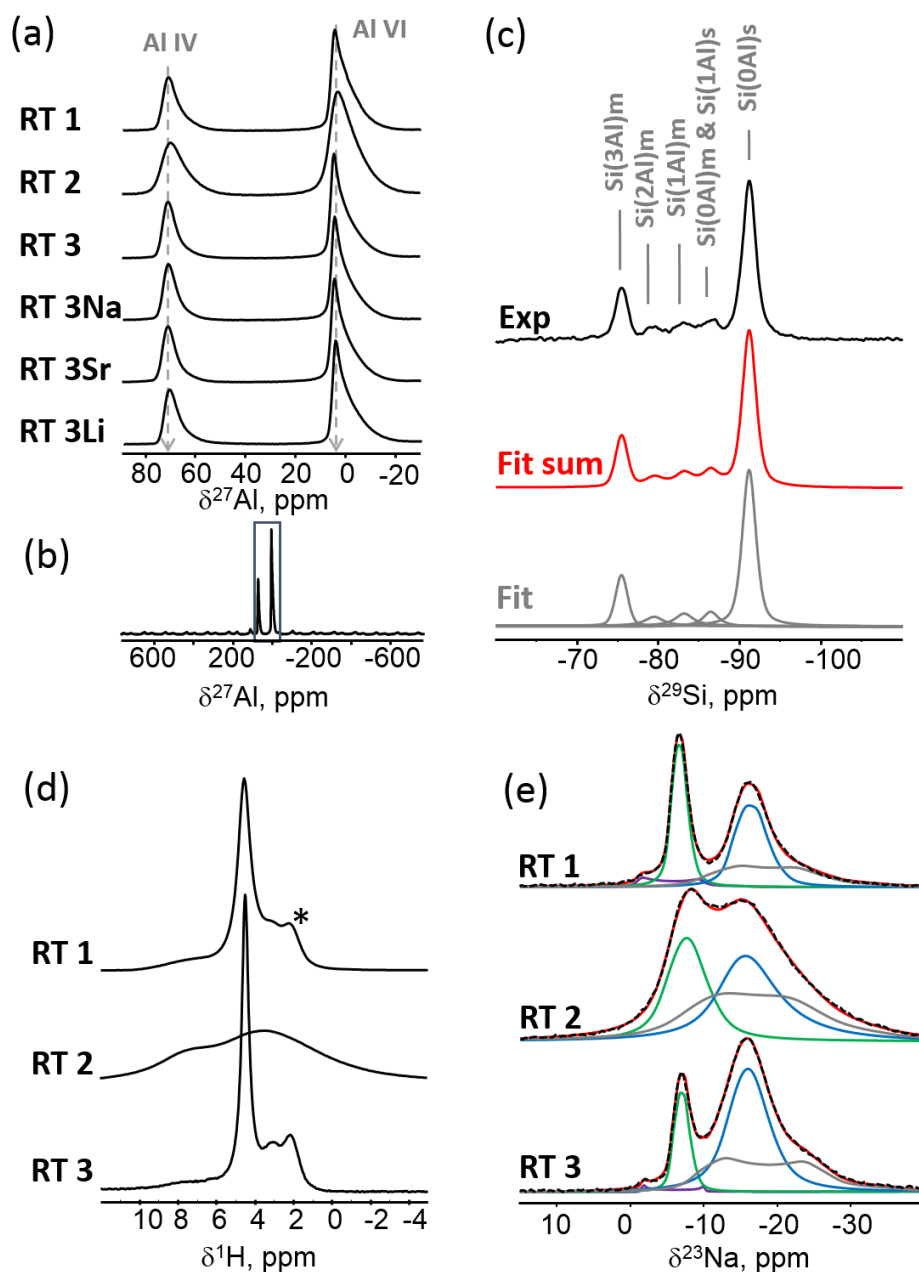 (a)
Al IV
Al VI
RT 1
RT 2
RT 3
RT 3Na
RT 3Sr
RT 3Li
80 60 40 20 0 -20
δ²⁷Al, ppm
(b)
600 200 -200 -600
δ²⁷Al, ppm
(c)
Si(3Al)m
Si(2Al)m
Si(1Al)m
Si(0Al)m & Si(1Al)s
Si(0Al)s
Exp
Fit sum
Fit
-70 -80 -90 -100
δ²⁹Si, ppm
(d)
*
RT 1
RT 2
RT 3
10 8 6 4 2 0 -2 -4
δ¹H, ppm
(e)
RT 1
RT 2
RT 3
10 0 -10 -20 -30
δ²³Na, ppm